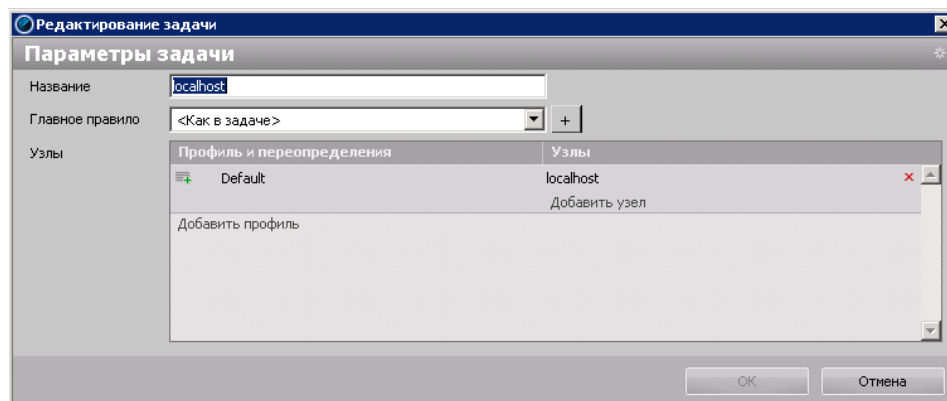 Редактирование задачи
Параметры задачи
Название localhost
Главное правило <Как в задаче> +
Узлы Профиль и переопределения Узлы
Default localhost
Добавить узел
Добавить профиль
OK Отмена